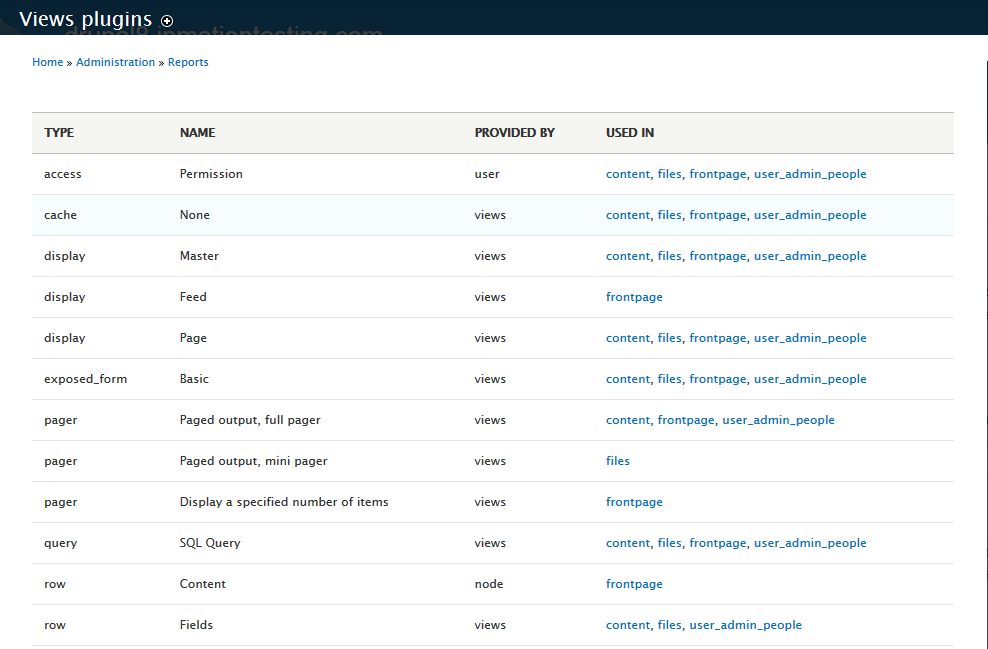 Views plugins
drupal8.inmotiontesting.com
Home » Administration » Reports
TYPE NAME PROVIDED BY USED IN
access Permission user content, files, frontpage, user_admin_people
cache None views content, files, frontpage, user_admin_people
display Master views content, files, frontpage, user_admin_people
display Feed views frontpage
display Page views content, files, frontpage, user_admin_people
exposed_form Basic views content, files, frontpage, user_admin_people
pager Paged output, full pager views content, frontpage, user_admin_people
pager Paged output, mini pager views files
pager Display a specified number of items views frontpage
query SQL Query views content, files, frontpage, user_admin_people
row Content node frontpage
row Fields views content, files, user_admin_people